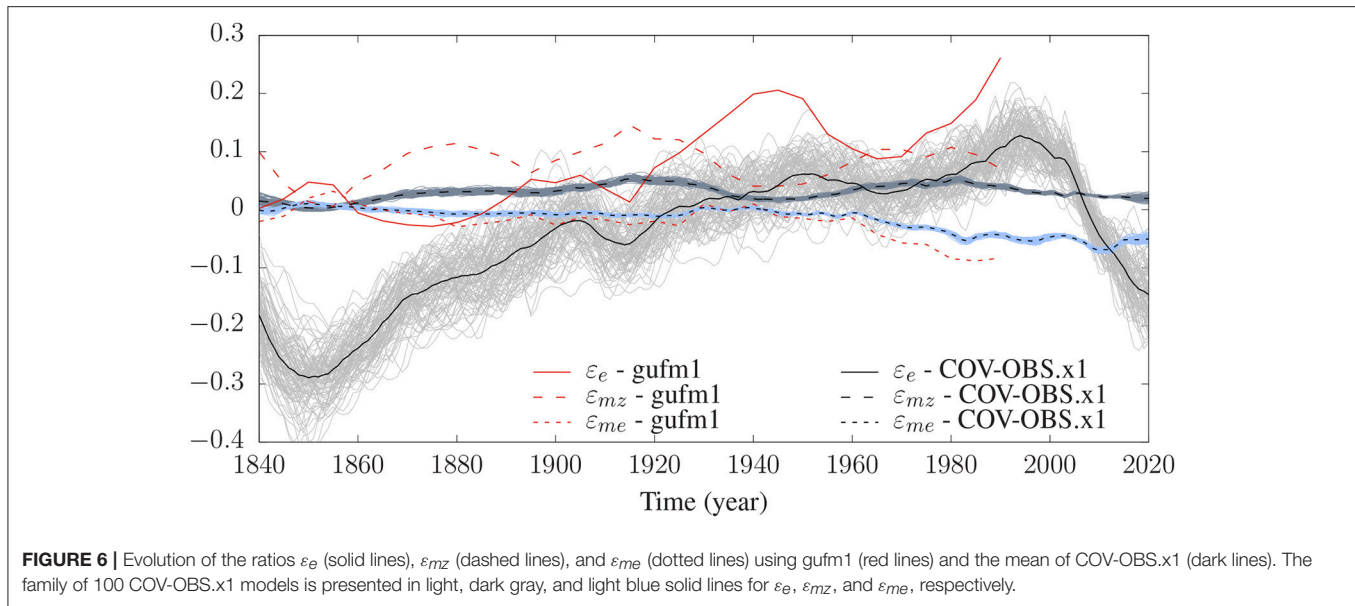 0.3
0.2
0.1
0
−0.1
−0.2
−0.3
−0.4
1840 1860 1880 1900 1920 1940 1960 1980 2000 2020
Time (year)
εe - gufm1
εmz - gufm1
εme - gufm1
εe - COV-OBS.x1
εmz - COV-OBS.x1
εme - COV-OBS.x1
FIGURE 6 | Evolution of the ratios εe (solid lines), εmz (dashed lines), and εme (dotted lines) using gufm1 (red lines) and the mean of COV-OBS.x1 (dark lines). The
family of 100 COV-OBS.x1 models is presented in light, dark gray, and light blue solid lines for εe, εmz, and εme, respectively.